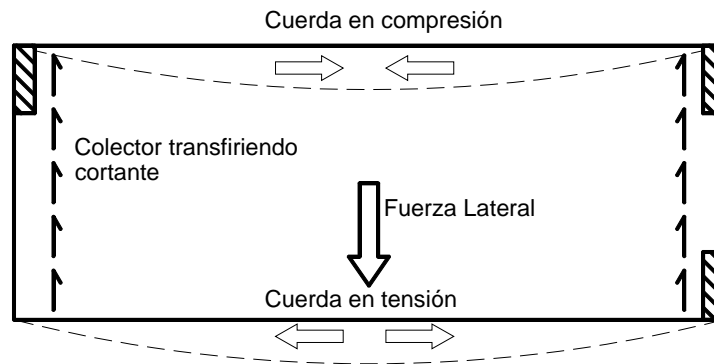 Cuerda en compresión
Colector transfiriendo
cortante
Fuerza Lateral
Cuerda en tensión